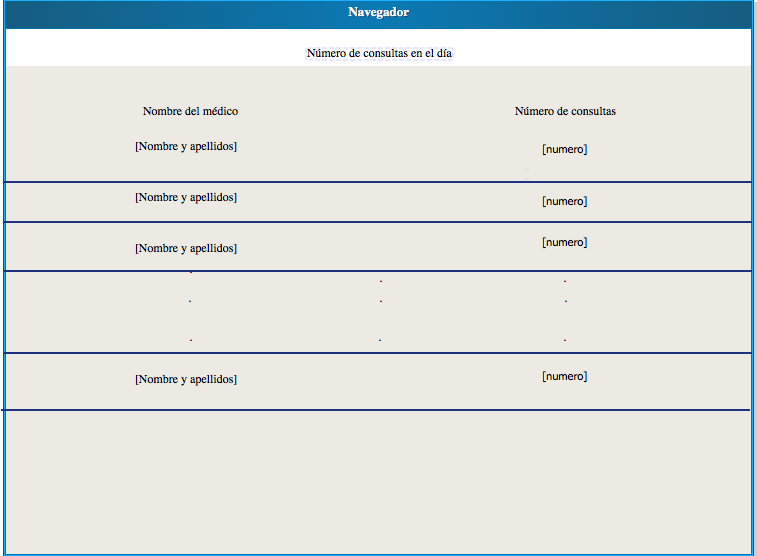 Navegador
Número de consultas en el día
Nombre del médico Número de consultas
[Nombre y apellidos] [numero]
[Nombre y apellidos] [numero]
[Nombre y apellidos] [numero]
. . .
. . .
. . .
[Nombre y apellidos] [numero]